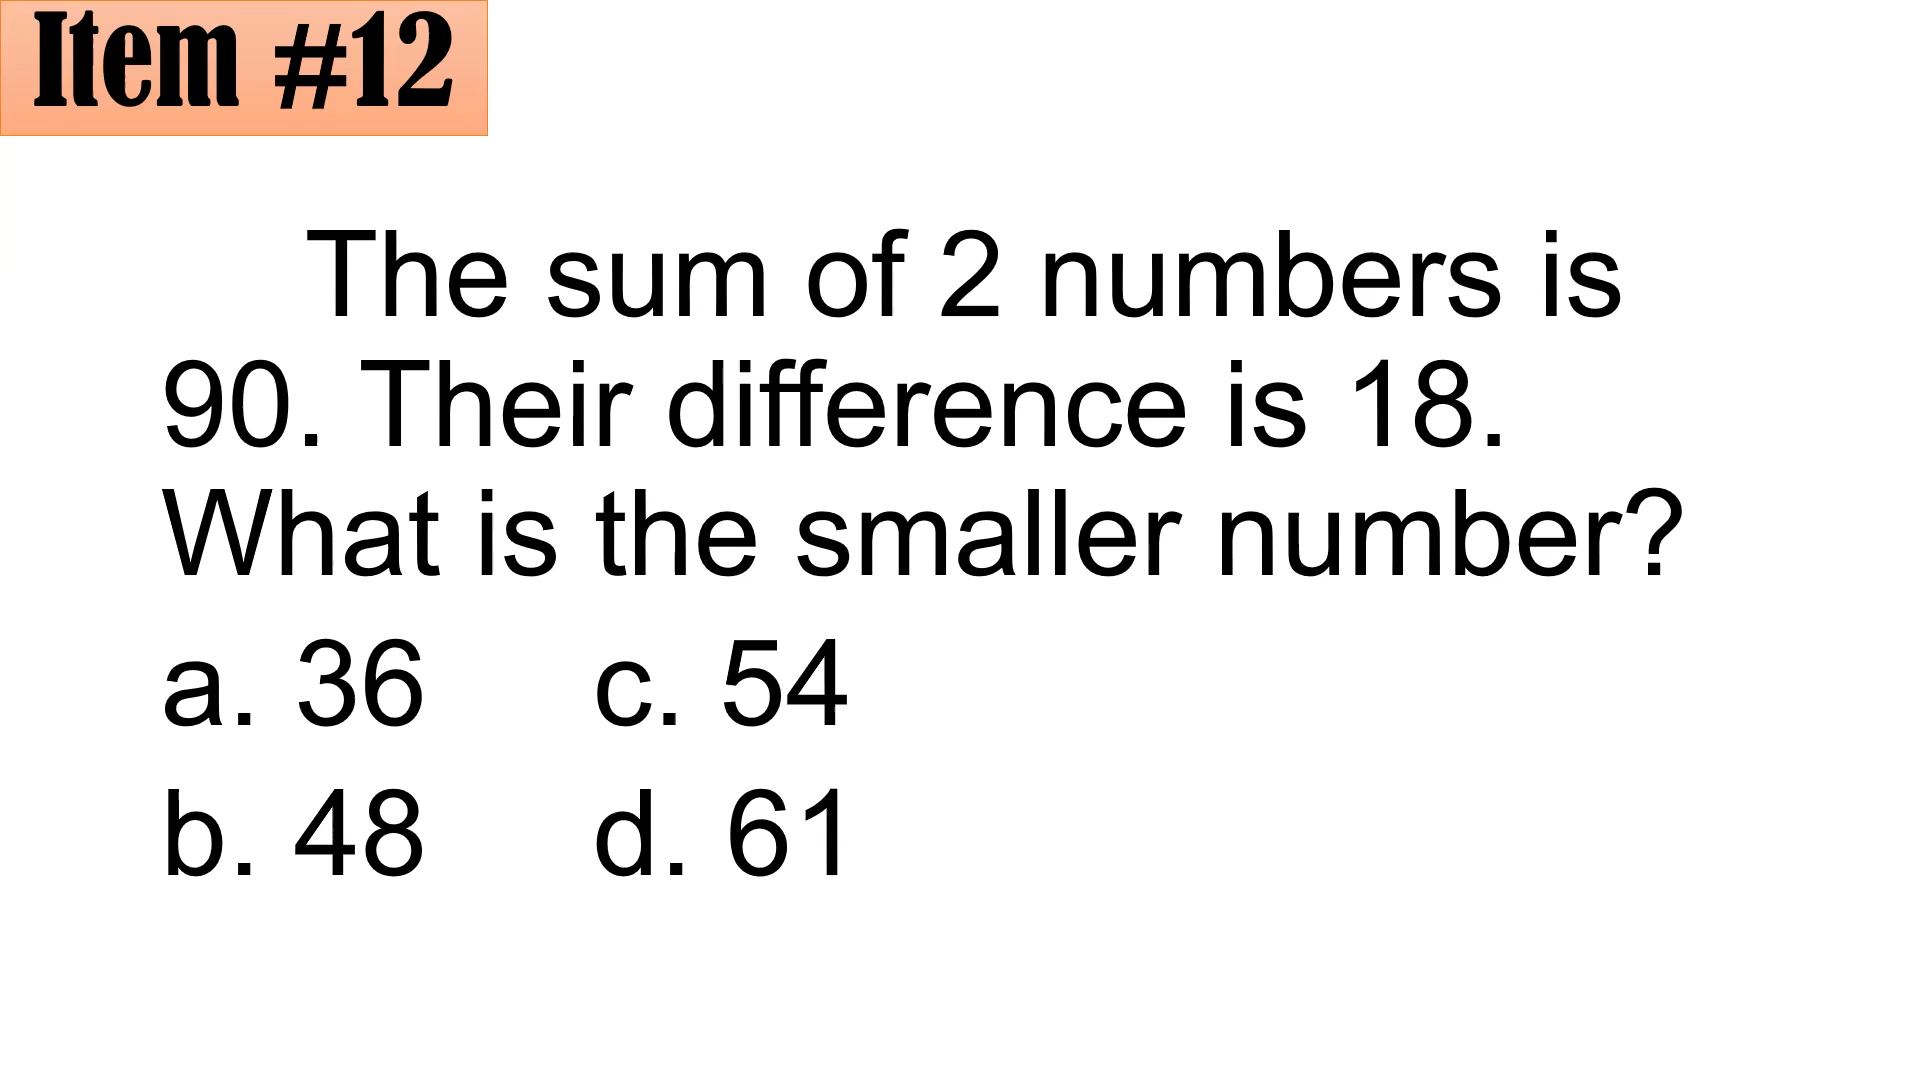 Item #12
The sum of 2 numbers is
90. Their difference is 18.
What is the smaller number?
a. 36 c. 54
b. 48 d. 61